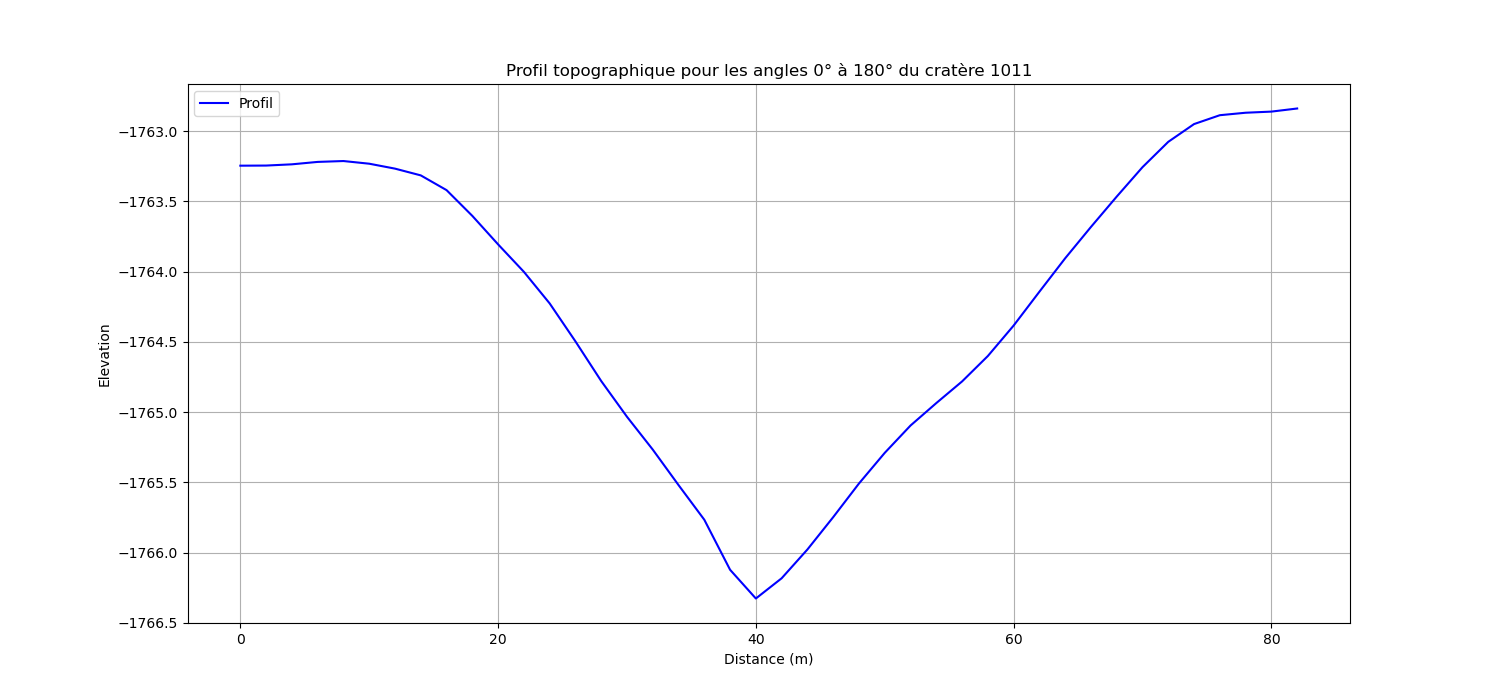 Profil topographique pour les angles 0° à 180° du cratère 1011
Profil
−1763.0
−1763.5
−1764.0
−1764.5
−1765.0
−1765.5
−1766.0
−1766.5
Elevation
0 20 40 60 80
Distance (m)